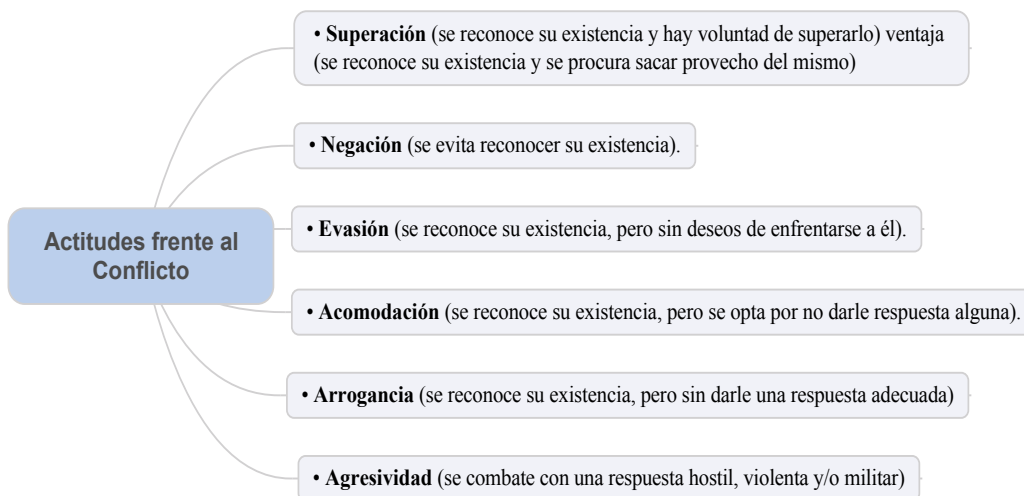 • Superación (se reconoce su existencia y hay voluntad de superarlo) ventaja
(se reconoce su existencia y se procura sacar provecho del mismo)
• Negación (se evita reconocer su existencia).
Actitudes frente al
Conflicto
• Evasión (se reconoce su existencia, pero sin deseos de enfrentarse a él).
• Acomodación (se reconoce su existencia, pero se opta por no darle respuesta alguna).
• Arrogancia (se reconoce su existencia, pero sin darle una respuesta adecuada)
• Agresividad (se combate con una respuesta hostil, violenta y/o militar)